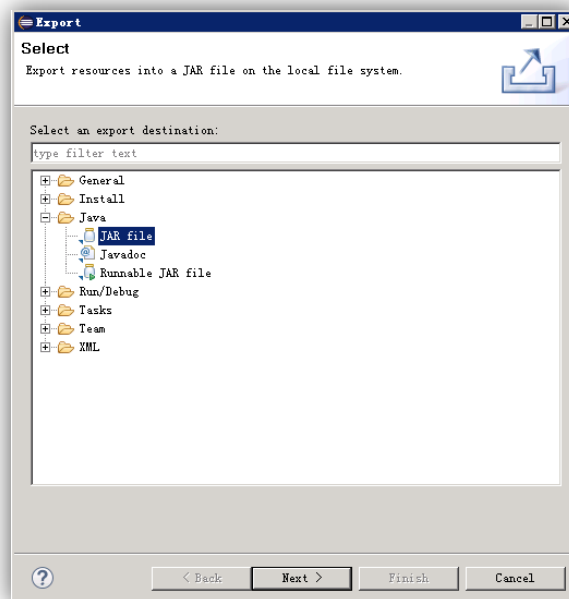 Export
Select
Export resources into a JAR file on the local file system.
Select an export destination:
type filter text
General
Install
Java
JAR file
Javadoc
Runnable JAR file
Run/Debug
Tasks
Team
XML
< Back
Next >
Finish
Cancel